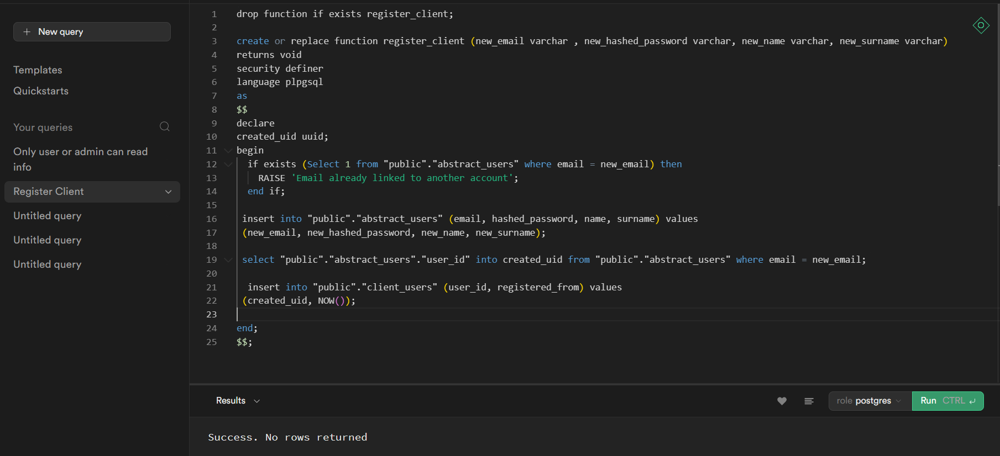 New query
Templates
Quickstarts
Your queries
Only user or admin can read
info
Register Client
Untitled query
Untitled query
Untitled query
1 drop function if exists register_client;
2
3 create or replace function register_client (new_email varchar , new_hashed_password varchar, new_name varchar, new_surname varchar)
4 returns void
5 security definer
6 language plpgsql
7 as
8 $$
9 declare
10 created_uid uuid;
11 begin
12 if exists (Select 1 from "public"."abstract_users" where email = new_email) then
13 RAISE 'Email already linked to another account';
14 end if;
15
16 insert into "public"."abstract_users" (email, hashed_password, name, surname) values
17 (new_email, new_hashed_password, new_name, new_surname);
18
19 select "public"."abstract_users"."user_id" into created_uid from "public"."abstract_users" where email = new_email;
20
21 insert into "public"."client_users" (user_id, registered_from) values
22 (created_uid, NOW());
23
24 end;
25 $$;
Results
role postgres
Run CTRL ↵
Success. No rows returned